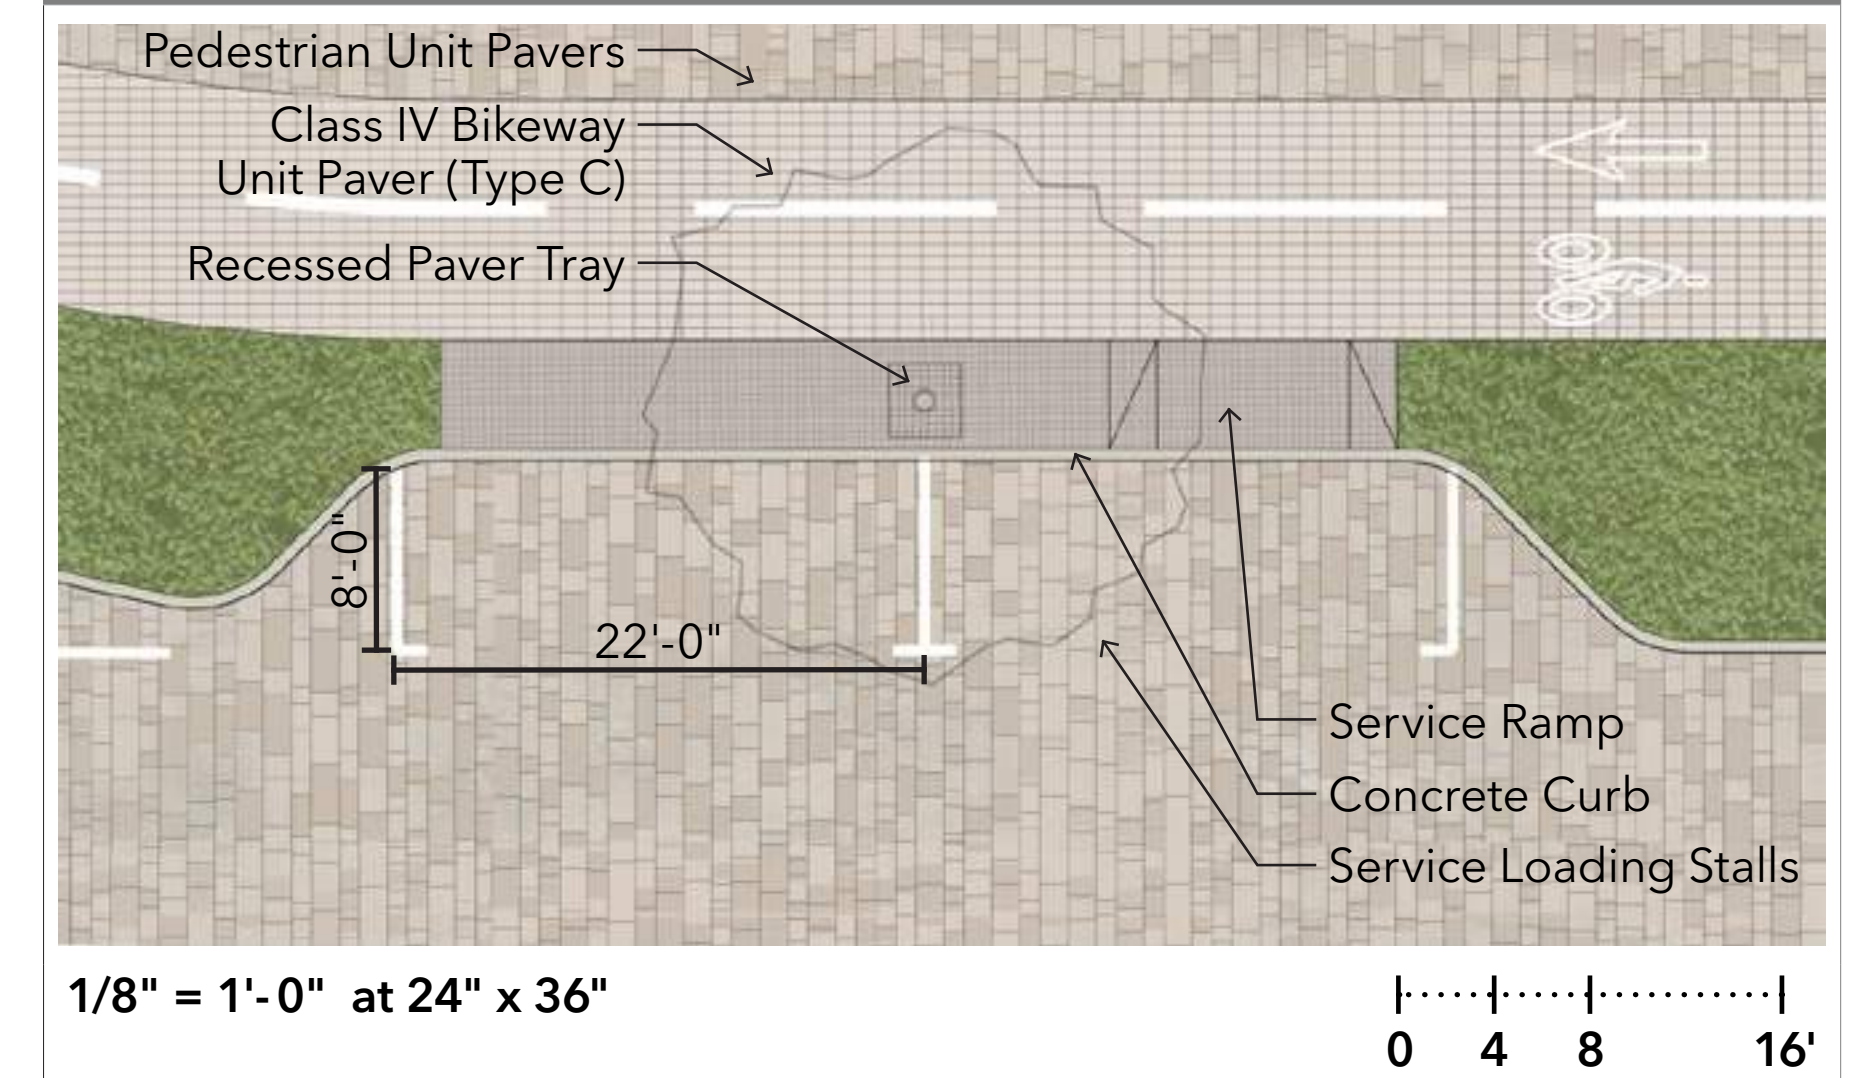 Pedestrian Unit Pavers
Class IV Bikeway
Unit Paver (Type C)
Recessed Paver Tray
8'-0"
22'-0"
Service Ramp
Concrete Curb
Service Loading Stalls
1/8" = 1'-0" at 24" x 36"
0 4 8 16'